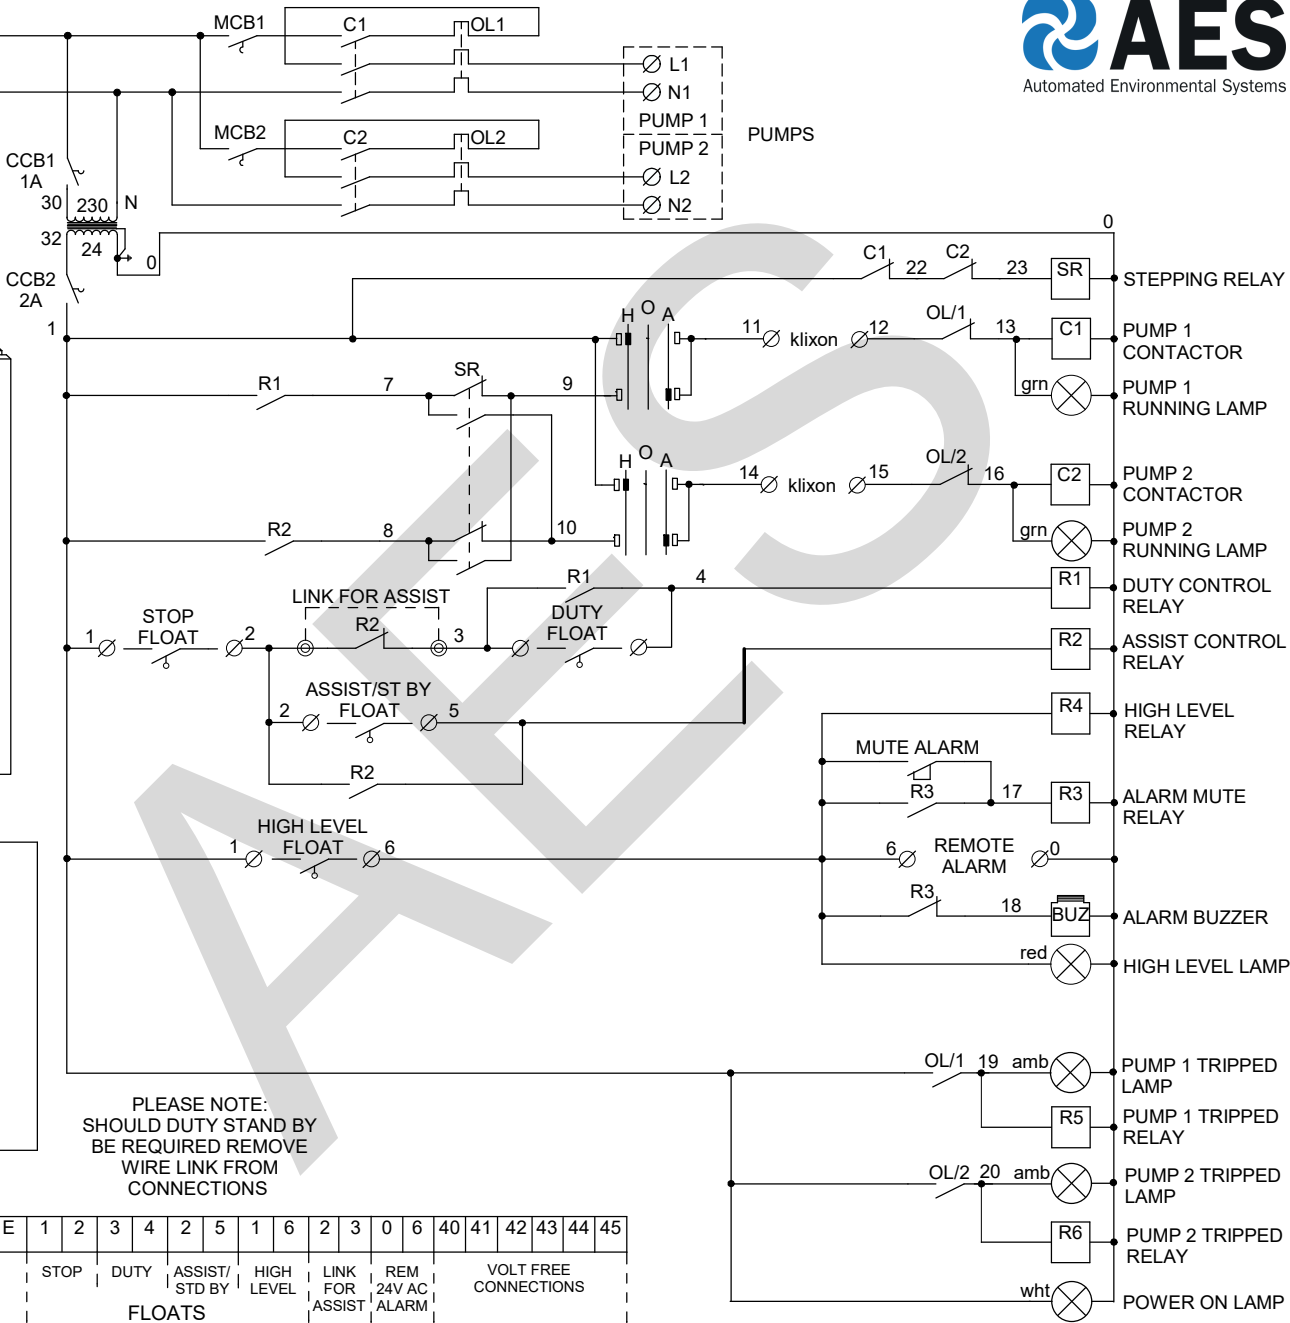 AES
Automated Environmental Systems
MCB1 C1 OL1
L1
N1
PUMP 1
PUMPS
MCB2 C2 OL2
PUMP 2
L2
N2
CCB1
1A
30 230 N
32 24 0
CCB2
2A
1
0
C1 22 C2 23 SR STEPPING RELAY
H O A 11 klixon 12 OL/1 13 C1 PUMP 1
CONTACTOR
R1 7 SR 9 grn PUMP 1
RUNNING LAMP
H O A 14 klixon 15 OL/2 16 C2 PUMP 2
CONTACTOR
R2 8 10 grn PUMP 2
RUNNING LAMP
R1 4 R1 DUTY CONTROL
RELAY
LINK FOR ASSIST
STOP
FLOAT
1 2 R2 3
DUTY
FLOAT
R2 ASSIST CONTROL
RELAY
ASSIST/ST BY
FLOAT
2 5
R2
R4 HIGH LEVEL
RELAY
MUTE ALARM
R3 17 R3 ALARM MUTE
RELAY
HIGH LEVEL
FLOAT
1 6
6 REMOTE
ALARM 0
R3 18 BUZ ALARM BUZZER
red HIGH LEVEL LAMP
OL/1 19 amb PUMP 1 TRIPPED
LAMP
R5 PUMP 1 TRIPPED
RELAY
OL/2 20 amb PUMP 2 TRIPPED
LAMP
R6 PUMP 2 TRIPPED
RELAY
wht POWER ON LAMP
PLEASE NOTE:
SHOULD DUTY STAND BY
BE REQUIRED REMOVE
WIRE LINK FROM
CONNECTIONS
E 1 2 3 4 2 5 1 6 2 3 0 6 40 41 42 43 44 45
STOP DUTY ASSIST/
STD BY HIGH
LEVEL LINK
FOR
ASSIST REM
24V AC
ALARM VOLT FREE
CONNECTIONS
FLOATS
AES